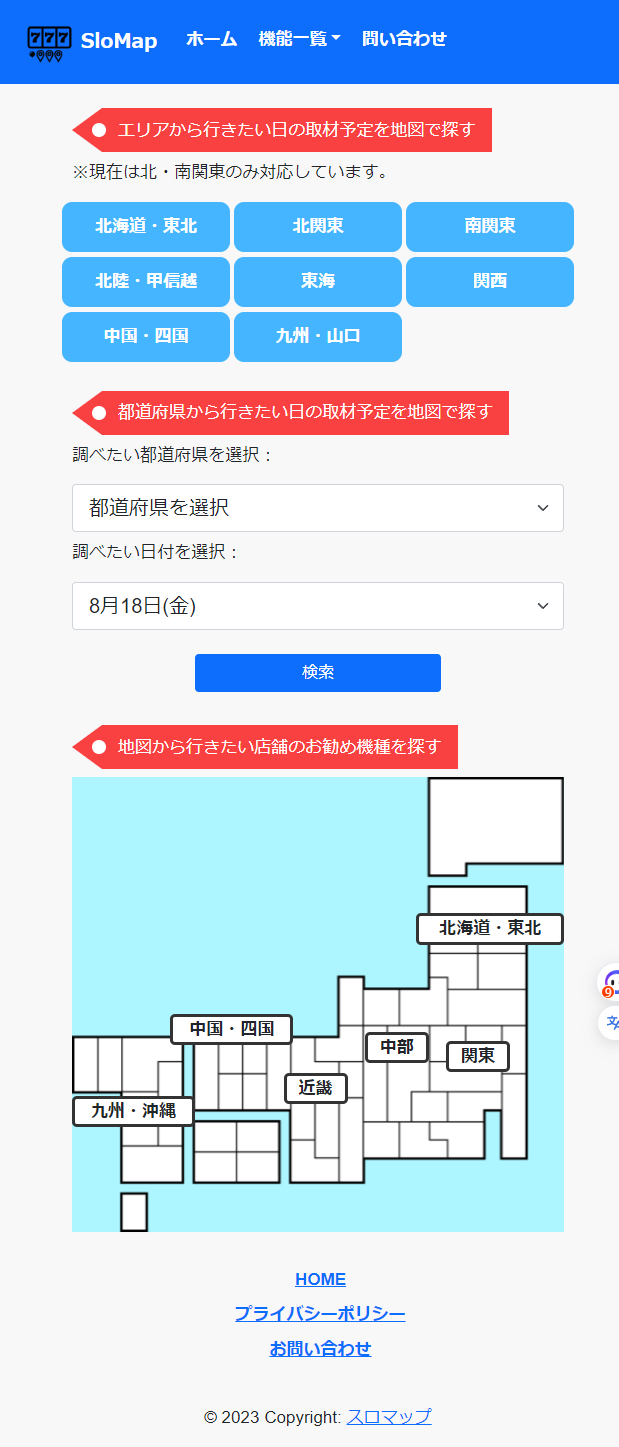 777
SloMap ホーム 機能一覧 問い合わせ
エリアから行きたい日の取材予定を地図で探す
※現在は北・南関東のみ対応しています。
北海道・東北 北関東 南関東
北陸・甲信越 東海 関西
中国・四国 九州・山口
都道府県から行きたい日の取材予定を地図で探す
調べたい都道府県を選択：
都道府県を選択
調べたい日付を選択：
8月18日(金)
検索
地図から行きたい店舗のお勧め機種を探す
北海道・東北
中国・四国
中部
関東
近畿
九州・沖縄
9
HOME
プライバシーポリシー
お問い合わせ
© 2023 Copyright: スロマップ